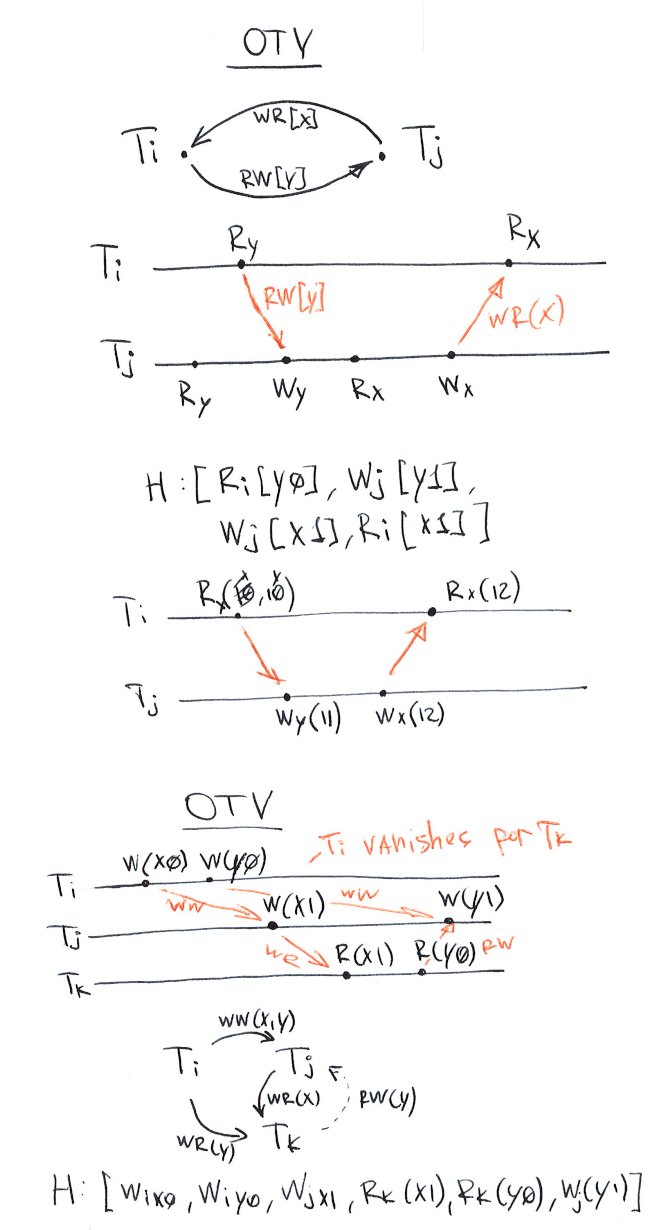 OTV
WR[X]
Ti Tj
RW[Y]
Ry Rx
Ti
RW[y] WR(X)
Tj
Ry Wy Rx Wx
H:[Ri[Yø], Wj[Y1],
Wj[X1], Ri[X1]]
Ti Rx( ,10) Rx(12)
Tj
Wy(11) Wx(12)
OTV
Ti vanishes for Tk
W(Xø) W(Yø)
Ti
WW W(X1) WW W(Y1)
Tj
WR R(X1) R(Yø) RW
Tk
WW(X,Y)
Ti Tj
WR(X) RW(Y)
WR(Y) Tk
H: [WiXø, WiYø, WjX1, Rk(X1), Rk(Yø), Wj(Y1)]